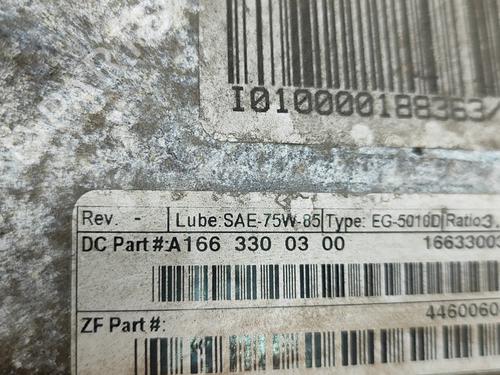 I010000188363/
Rev. - Lube:SAE-75W-85 Type: EG-5010D Ratio:3.
DC Part #:A166 330 03 00 1663300
ZF Part #: 4460060